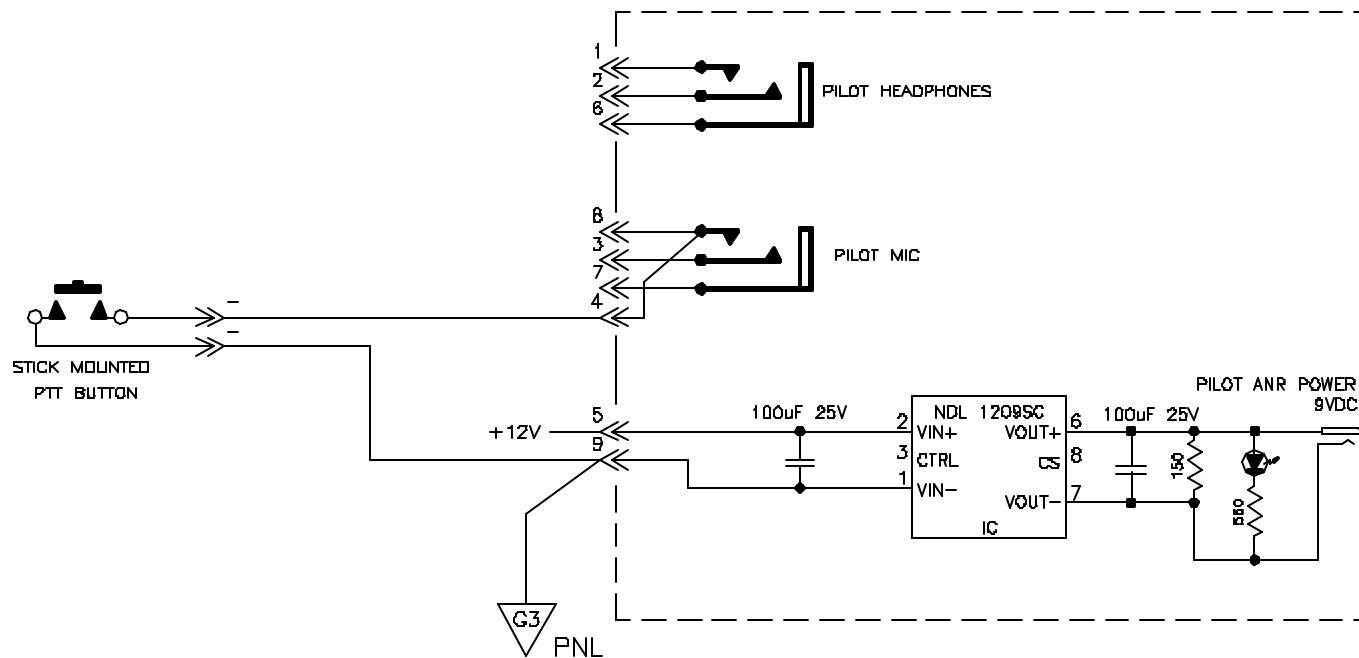 1
2
6
PILOT HEADPHONES
8
3
7
4
PILOT MIC
STICK MOUNTED
PTT BUTTON
PILOT ANR POWER
9VDC
5
9
+12V
100uF 25V
2
3
1
NDL 1209SC
VIN+
VOUT+
CTRL
CS
VIN-
VOUT-
IC
6
8
7
100uF 25V
150
560
G3
PNL